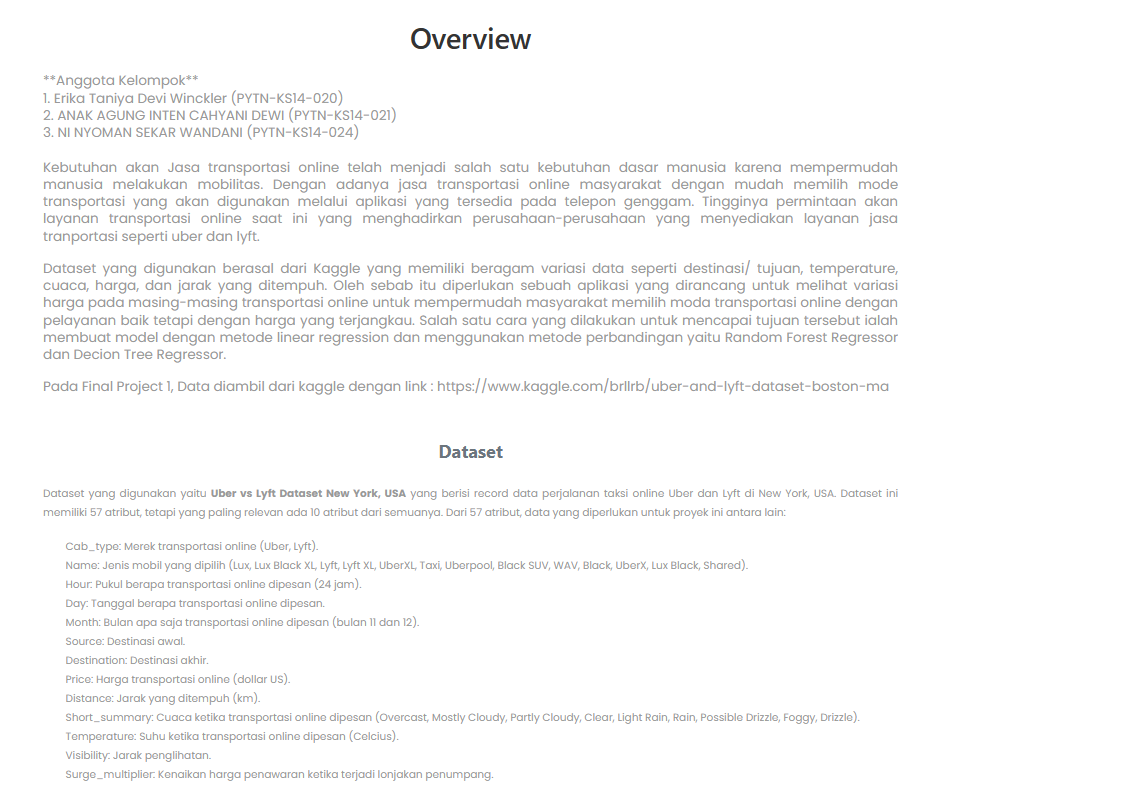 Overview
**Anggota Kelompok**
1. Erika Taniya Devi Winckler (PYTN-KS14-020)
2. ANAK AGUNG INTEN CAHYANI DEWI (PYTN-KS14-021)
3. NI NYOMAN SEKAR WANDANI (PYTN-KS14-024)
Kebutuhan akan Jasa transportasi online telah menjadi salah satu kebutuhan dasar manusia karena mempermudah
manusia melakukan mobilitas. Dengan adanya jasa transportasi online masyarakat dengan mudah memilih mode
transportasi yang akan digunakan melalui aplikasi yang tersedia pada telepon genggam. Tingginya permintaan akan
layanan transportasi online saat ini yang menghadirkan perusahaan-perusahaan yang menyediakan layanan jasa
tranportasi seperti uber dan lyft.
Dataset yang digunakan berasal dari Kaggle yang memiliki beragam variasi data seperti destinasi/ tujuan, temperature,
cuaca, harga, dan jarak yang ditempuh. Oleh sebab itu diperlukan sebuah aplikasi yang dirancang untuk melihat variasi
harga pada masing-masing transportasi online untuk mempermudah masyarakat memilih moda transportasi online dengan
pelayanan baik tetapi dengan harga yang terjangkau. Salah satu cara yang dilakukan untuk mencapai tujuan tersebut ialah
membuat model dengan metode linear regression dan menggunakan metode perbandingan yaitu Random Forest Regressor
dan Decion Tree Regressor.
Pada Final Project 1, Data diambil dari kaggle dengan link : https://www.kaggle.com/brllrb/uber-and-lyft-dataset-boston-ma
Dataset
Dataset yang digunakan yaitu Uber vs Lyft Dataset New York, USA yang berisi record data perjalanan taksi online Uber dan Lyft di New York, USA. Dataset ini
memiliki 57 atribut, tetapi yang paling relevan ada 10 atribut dari semuanya. Dari 57 atribut, data yang diperlukan untuk proyek ini antara lain:
Cab_type: Merek transportasi online (Uber, Lyft).
Name: Jenis mobil yang dipilih (Lux, Lux Black XL, Lyft, Lyft XL, UberXL, Taxi, Uberpool, Black SUV, WAV, Black, UberX, Lux Black, Shared).
Hour: Pukul berapa transportasi online dipesan (24 jam).
Day: Tanggal berapa transportasi online dipesan.
Month: Bulan apa saja transportasi online dipesan (bulan 11 dan 12).
Source: Destinasi awal.
Destination: Destinasi akhir.
Price: Harga transportasi online (dollar US).
Distance: Jarak yang ditempuh (km).
Short_summary: Cuaca ketika transportasi online dipesan (Overcast, Mostly Cloudy, Partly Cloudy, Clear, Light Rain, Rain, Possible Drizzle, Foggy, Drizzle).
Temperature: Suhu ketika transportasi online dipesan (Celcius).
Visibility: Jarak penglihatan.
Surge_multiplier: Kenaikan harga penawaran ketika terjadi lonjakan penumpang.